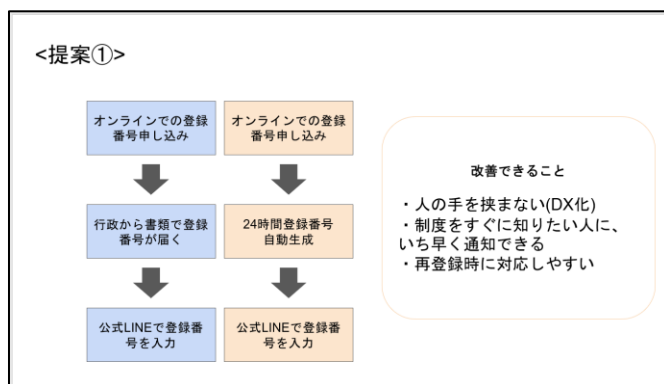 <提案①>
オンラインでの登録
番号申し込み
オンラインでの登録
番号申し込み
行政から書類で登録
番号が届く
24時間登録番号
自動生成
公式LINEで登録番
号を入力
公式LINEで登録番
号を入力
改善できること
・人の手を挟まない(DX化)
・制度をすぐに知りたい人に、
いち早く通知できる
・再登録時に対応しやすい